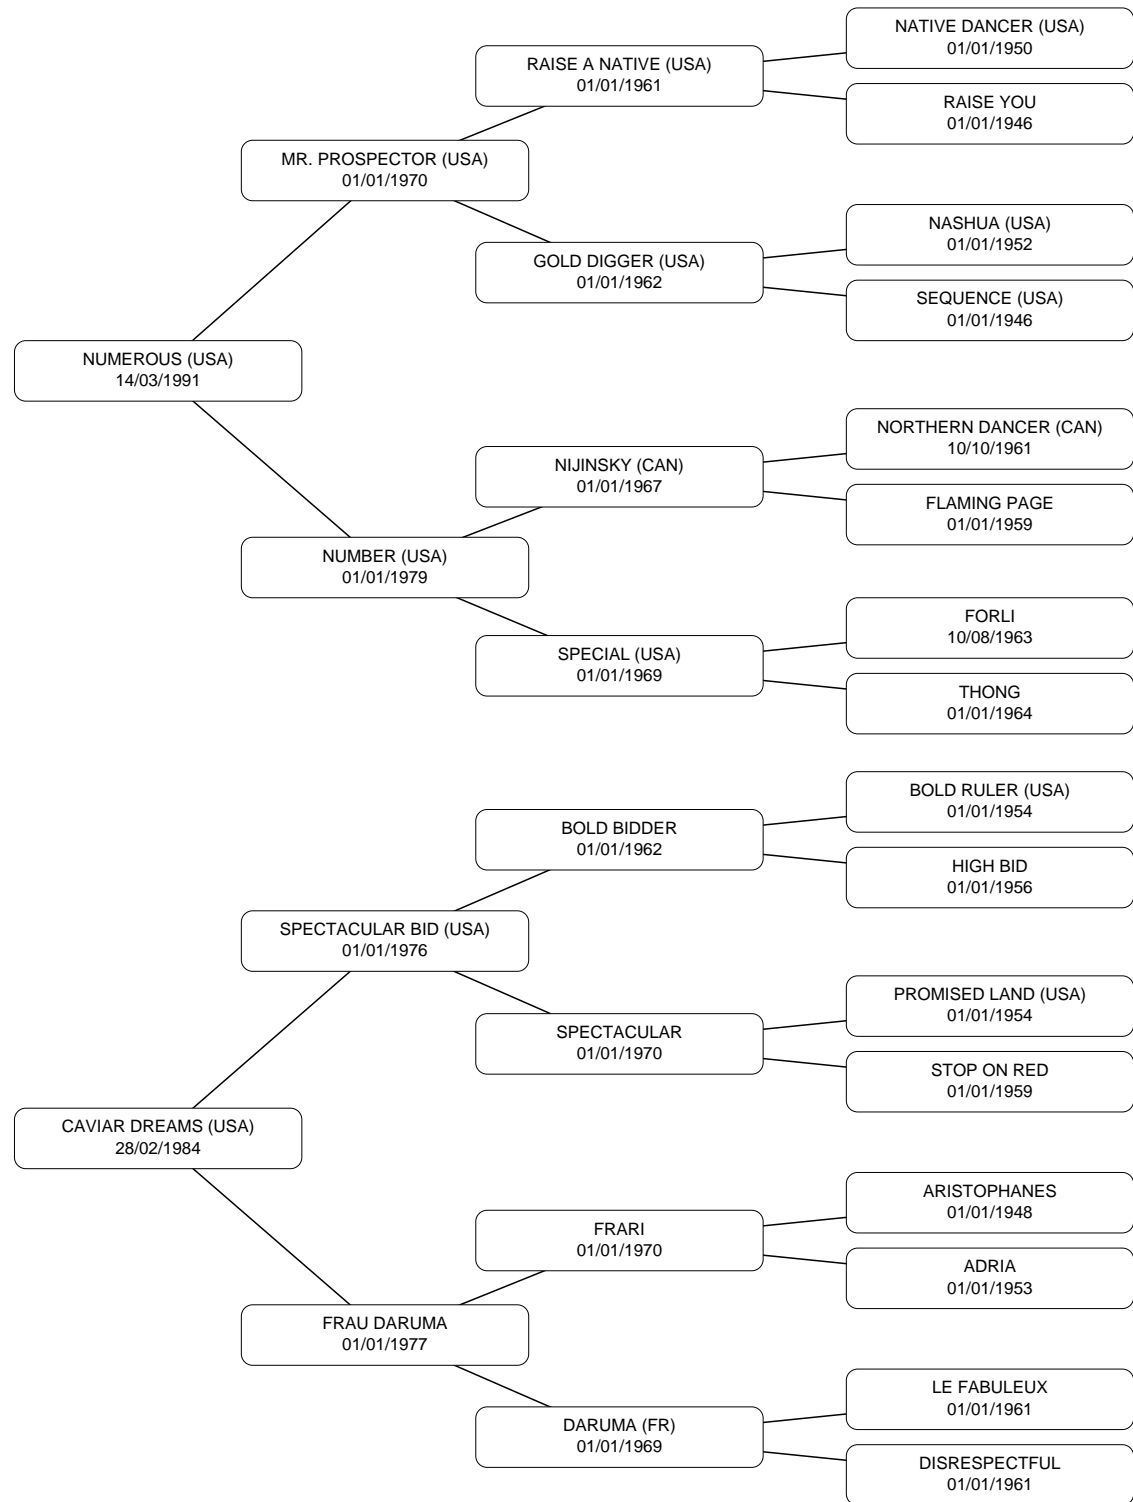 NATIVE DANCER (USA)
01/01/1950
RAISE A NATIVE (USA)
01/01/1961
RAISE YOU
01/01/1946
MR. PROSPECTOR (USA)
01/01/1970
NASHUA (USA)
01/01/1952
GOLD DIGGER (USA)
01/01/1962
SEQUENCE (USA)
01/01/1946
NUMEROUS (USA)
14/03/1991
NORTHERN DANCER (CAN)
10/10/1961
NIJINSKY (CAN)
01/01/1967
FLAMING PAGE
01/01/1959
NUMBER (USA)
01/01/1979
FORLI
10/08/1963
SPECIAL (USA)
01/01/1969
THONG
01/01/1964
BOLD RULER (USA)
01/01/1954
BOLD BIDDER
01/01/1962
HIGH BID
01/01/1956
SPECTACULAR BID (USA)
01/01/1976
PROMISED LAND (USA)
01/01/1954
SPECTACULAR
01/01/1970
STOP ON RED
01/01/1959
CAVIAR DREAMS (USA)
28/02/1984
ARISTOPHANES
01/01/1948
FRARI
01/01/1970
ADRIA
01/01/1953
FRAU DARUMA
01/01/1977
LE FABULEUX
01/01/1961
DARUMA (FR)
01/01/1969
DISRESPECTFUL
01/01/1961